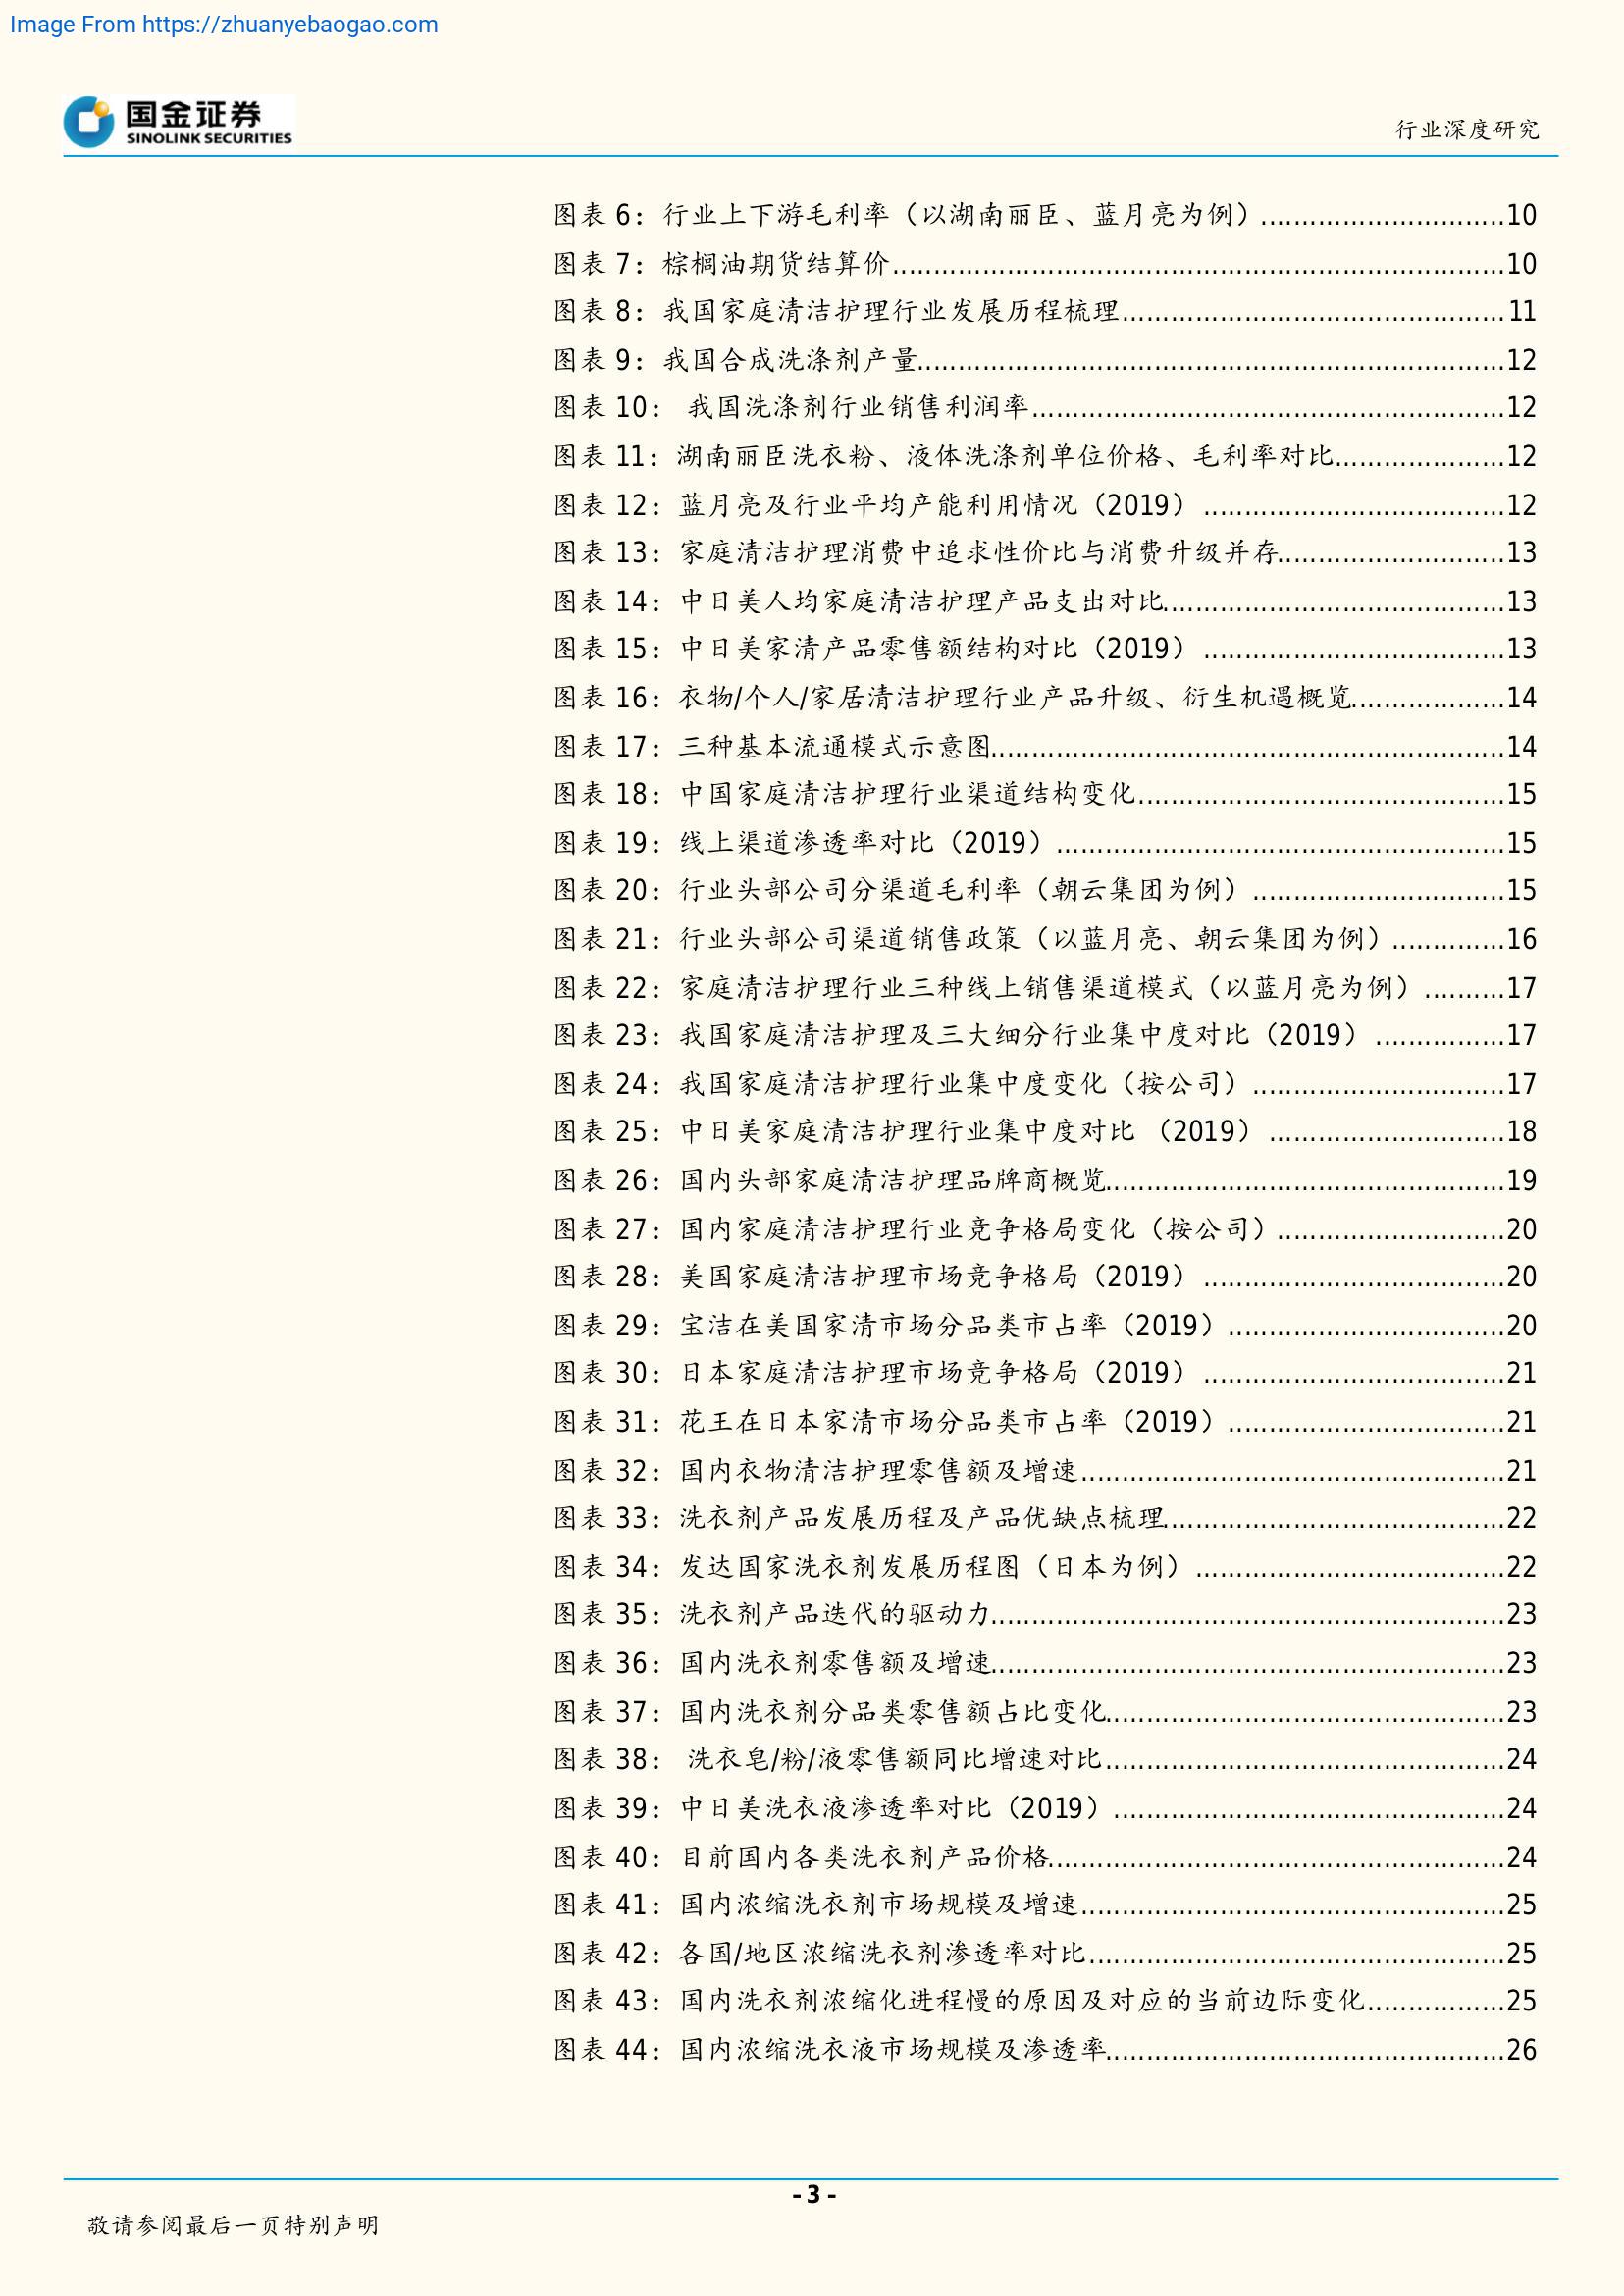 Image From https://zhuanyebaogao.com
国金证券
SINOLINK SECURITIES
行业深度研究
图表 6：行业上下游毛利率（以湖南丽臣、蓝月亮为例）..............................10
图表 7：棕榈油期货结算价...........................................................................10
图表 8：我国家庭清洁护理行业发展历程梳理...............................................11
图表 9：我国合成洗涤剂产量........................................................................12
图表 10： 我国洗涤剂行业销售利润率..........................................................12
图表 11：湖南丽臣洗衣粉、液体洗涤剂单位价格、毛利率对比.....................12
图表 12：蓝月亮及行业平均产能利用情况（2019）.....................................12
图表 13：家庭清洁护理消费中追求性价比与消费升级并存............................13
图表 14：中日美人均家庭清洁护理产品支出对比..........................................13
图表 15：中日美家清产品零售额结构对比（2019）.....................................13
图表 16：衣物/个人/家居清洁护理行业产品升级、衍生机遇概览...................14
图表 17：三种基本流通模式示意图...............................................................14
图表 18：中国家庭清洁护理行业渠道结构变化.............................................15
图表 19：线上渠道渗透率对比（2019）.......................................................15
图表 20：行业头部公司分渠道毛利率（朝云集团为例）...............................15
图表 21：行业头部公司渠道销售政策（以蓝月亮、朝云集团为例）..............16
图表 22：家庭清洁护理行业三种线上销售渠道模式（以蓝月亮为例）..........17
图表 23：我国家庭清洁护理及三大细分行业集中度对比（2019）................17
图表 24：我国家庭清洁护理行业集中度变化（按公司）...............................17
图表 25：中日美家庭清洁护理行业集中度对比 （2019）.............................18
图表 26：国内头部家庭清洁护理品牌商概览.................................................19
图表 27：国内家庭清洁护理行业竞争格局变化（按公司）............................20
图表 28：美国家庭清洁护理市场竞争格局（2019）.....................................20
图表 29：宝洁在美国家清市场分品类市占率（2019）..................................20
图表 30：日本家庭清洁护理市场竞争格局（2019）.....................................21
图表 31：花王在日本家清市场分品类市占率（2019）..................................21
图表 32：国内衣物清洁护理零售额及增速....................................................21
图表 33：洗衣剂产品发展历程及产品优缺点梳理..........................................22
图表 34：发达国家洗衣剂发展历程图（日本为例）......................................22
图表 35：洗衣剂产品迭代的驱动力...............................................................23
图表 36：国内洗衣剂零售额及增速...............................................................23
图表 37：国内洗衣剂分品类零售额占比变化.................................................23
图表 38： 洗衣皂/粉/液零售额同比增速对比.................................................24
图表 39：中日美洗衣液渗透率对比（2019）................................................24
图表 40：目前国内各类洗衣剂产品价格........................................................24
图表 41：国内浓缩洗衣剂市场规模及增速....................................................25
图表 42：各国/地区浓缩洗衣剂渗透率对比...................................................25
图表 43：国内洗衣剂浓缩化进程慢的原因及对应的当前边际变化.................25
图表 44：国内浓缩洗衣液市场规模及渗透率.................................................26
- 3 -
敬请参阅最后一页特别声明